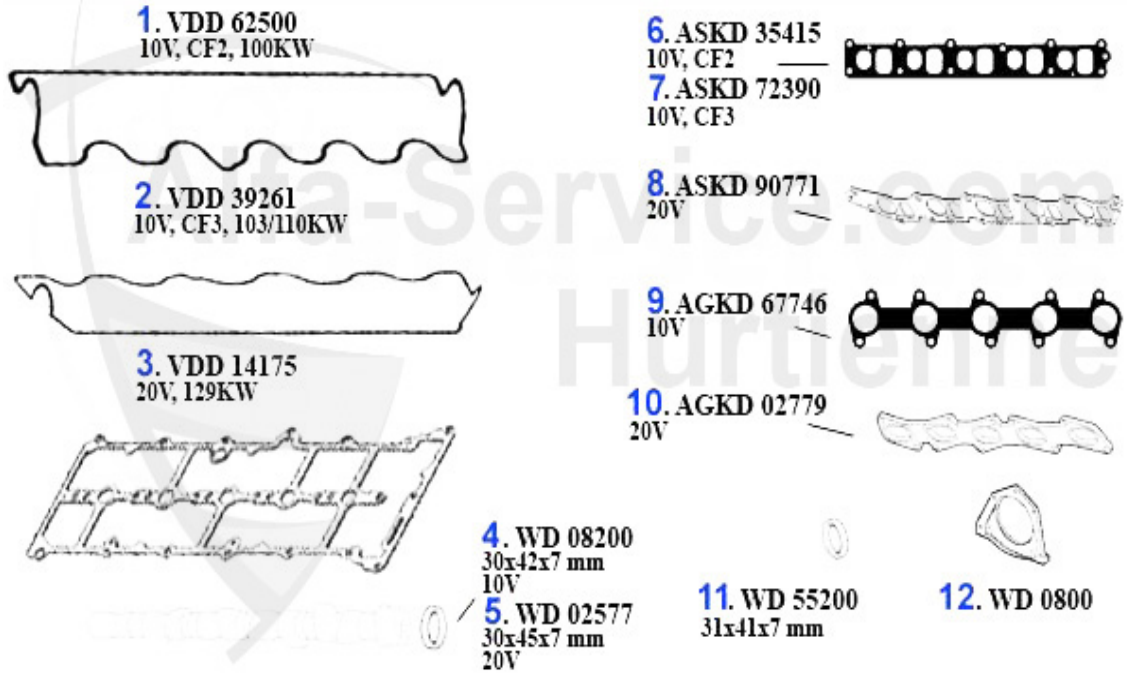 1. VDD 62500
10V, CF2, 100KW
2. VDD 39261
10V, CF3, 103/110KW
3. VDD 14175
20V, 129KW
4. WD 08200
30x42x7 mm
10V
5. WD 02577
30x45x7 mm
20V
6. ASKD 35415
10V, CF2
7. ASKD 72390
10V, CF3
8. ASKD 90771
20V
9. AGKD 67746
10V
10. AGKD 02779
20V
11. WD 55200
31x41x7 mm
12. WD 0800
Alfa-Service.com
Hurtienne